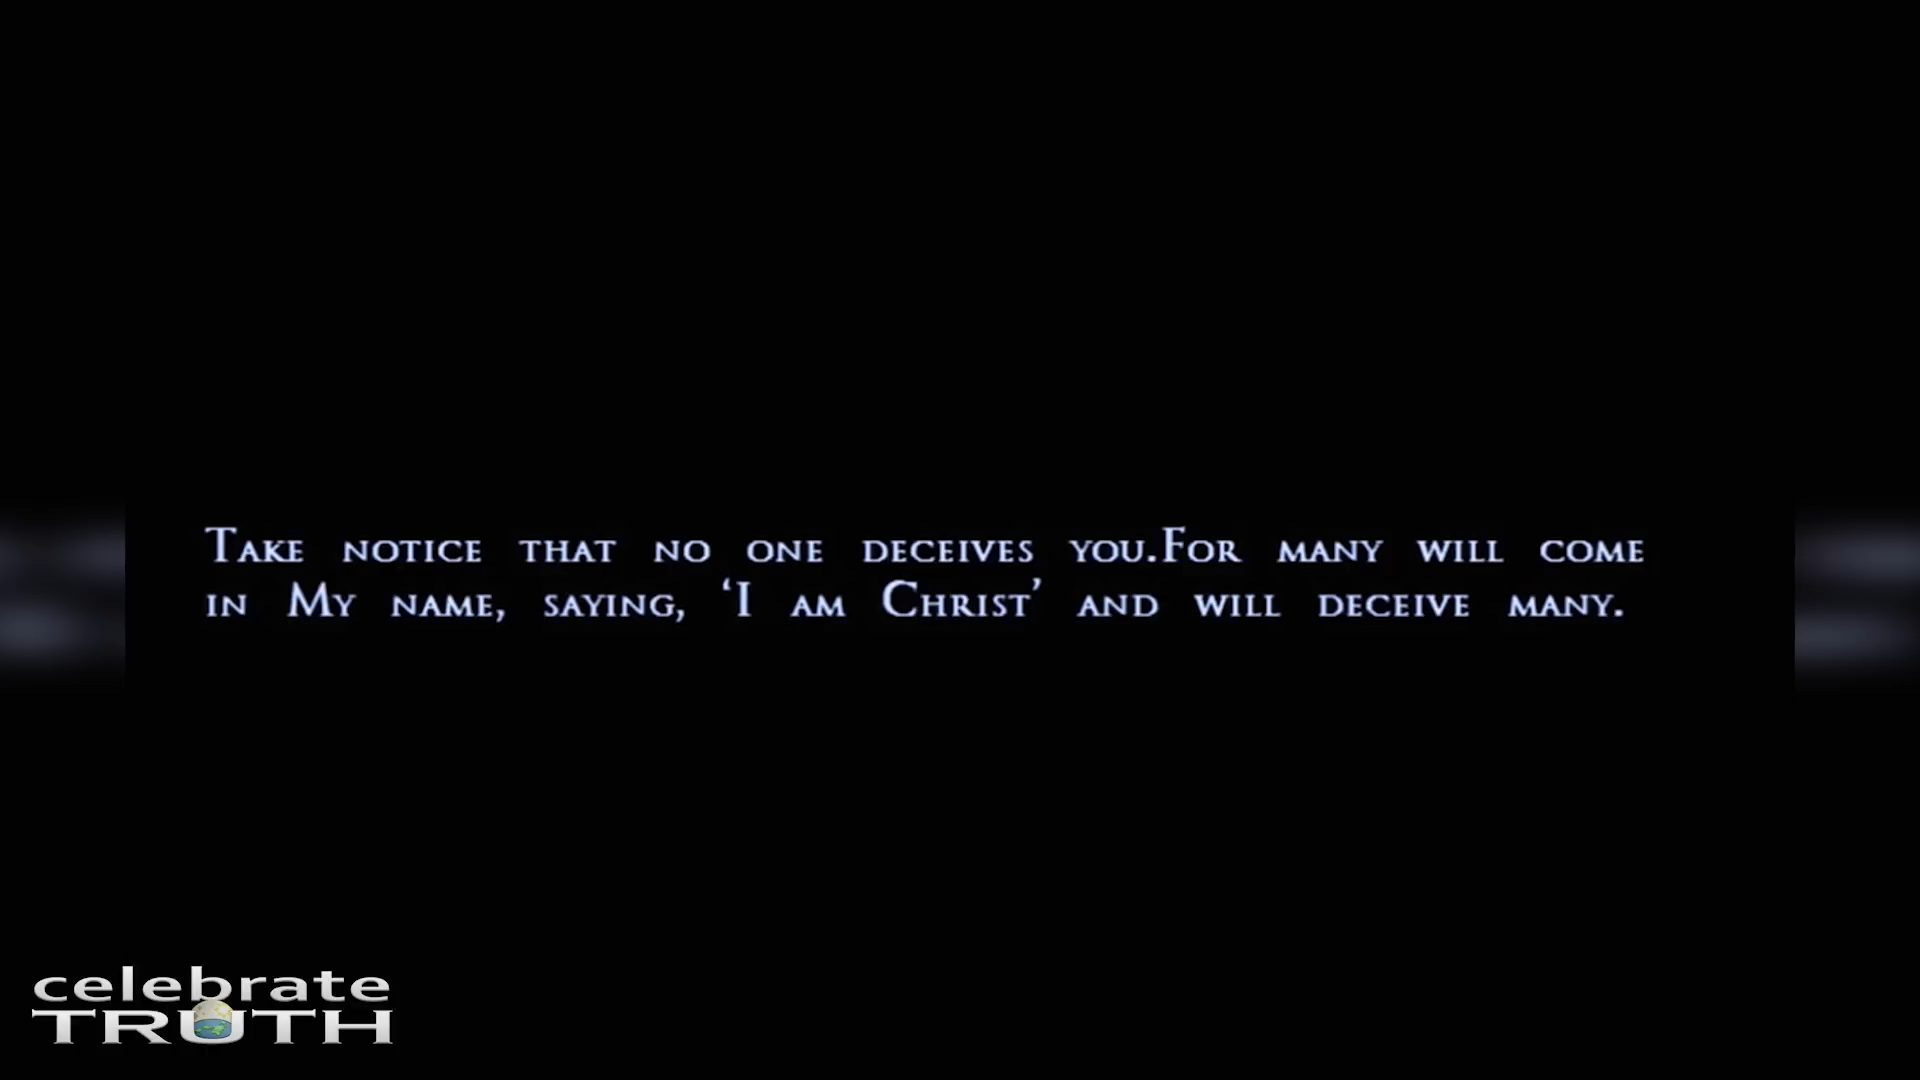 Take notice that no one deceives you.For many will come
in My name, saying, ‘I am Christ’ and will deceive many.
celebrate
TRUTH